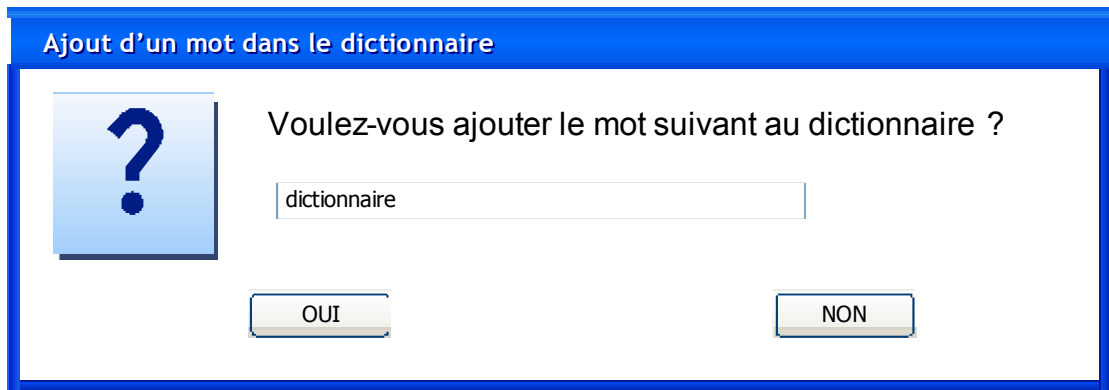 Ajout d’un mot dans le dictionnaire
?
Voulez-vous ajouter le mot suivant au dictionnaire ?
dictionnaire
OUI NON